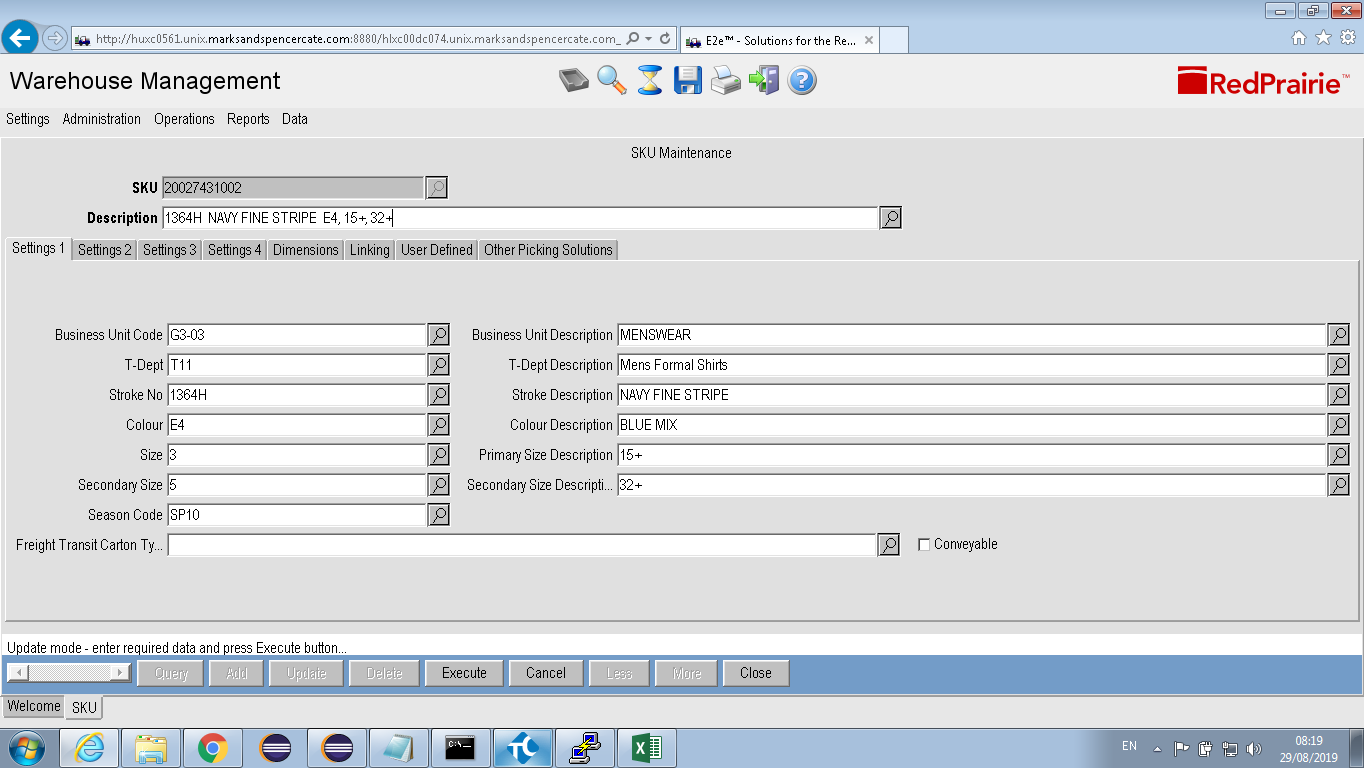 http://huxc0561.unix.marksandspencercate.com:8880/hlxc00dc074.unix.marksandspencercate.com_
E2e™ - Solutions for the Re...
Warehouse Management
RedPrairie™
Settings Administration Operations Reports Data
SKU Maintenance
SKU 20027431002
Description 1364H NAVY FINE STRIPE E4, 15+, 32+
Settings 1 Settings 2 Settings 3 Settings 4 Dimensions Linking User Defined Other Picking Solutions
Business Unit Code G3-03 Business Unit Description MENSWEAR
T-Dept T11 T-Dept Description Mens Formal Shirts
Stroke No 1364H Stroke Description NAVY FINE STRIPE
Colour E4 Colour Description BLUE MIX
Size 3 Primary Size Description 15+
Secondary Size 5 Secondary Size Descripti... 32+
Season Code SP10
Freight Transit Carton Ty... Conveyable
Update mode - enter required data and press Execute button...
Query Add Update Delete Execute Cancel Less More Close
Welcome SKU
EN 08:19
29/08/2019